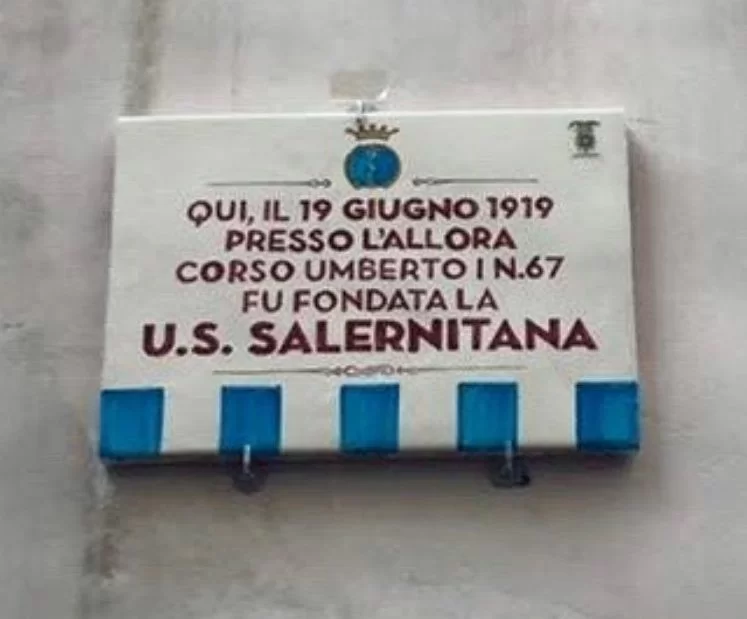 QUI, IL 19 GIUGNO 1919
PRESSO L'ALLORA
CORSO UMBERTO I N.67
FU FONDATA LA
U.S. SALERNITANA